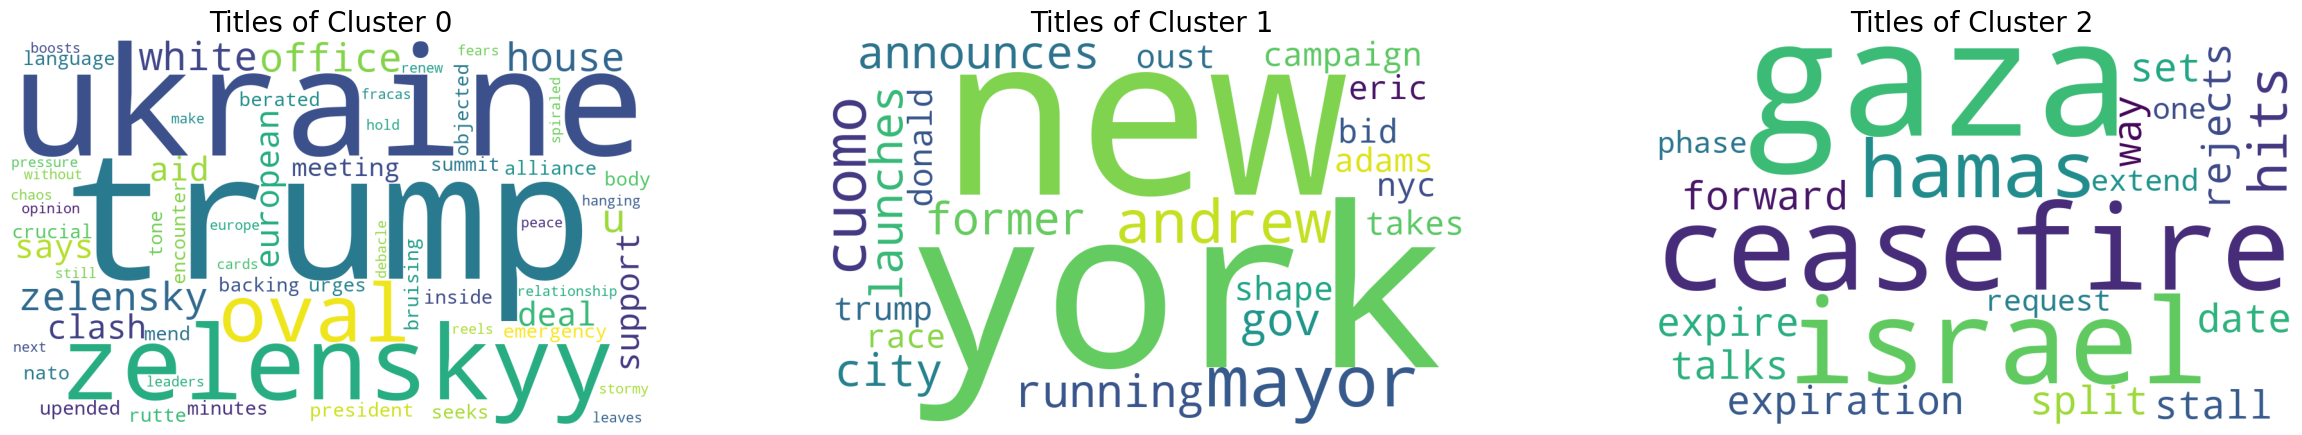 Titles of Cluster 0
boosts
language
white
office
fears
renew
house
ukraine
berated
fracas
make
hold
objected
spiraled
european
pressure
without
aid
meeting
summit
alliance
body
chaos
opinion
trump
hanging
crucial
says
tone
encounter
europe
peace
u
still
cards
debacle
bruising
support
zelensky
backing
urges
inside
relationship
deal
oval
clash
mend
reels
emergency
next
nato
zelenskyy
leaders
stormy
upended
rutte
minutes
president
seeks
leaves
Titles of Cluster 1
announces
oust
campaign
eric
new
cuomo
launches
donald
bid
adams
nyc
former
andrew
takes
york
trump
race
shape
gov
city
running
mayor
Titles of Cluster 2
gaza
set
rejects
hits
way
one
phase
hamas
extend
forward
ceasefire
request
expire
date
talks
israel
expiration
split
stall